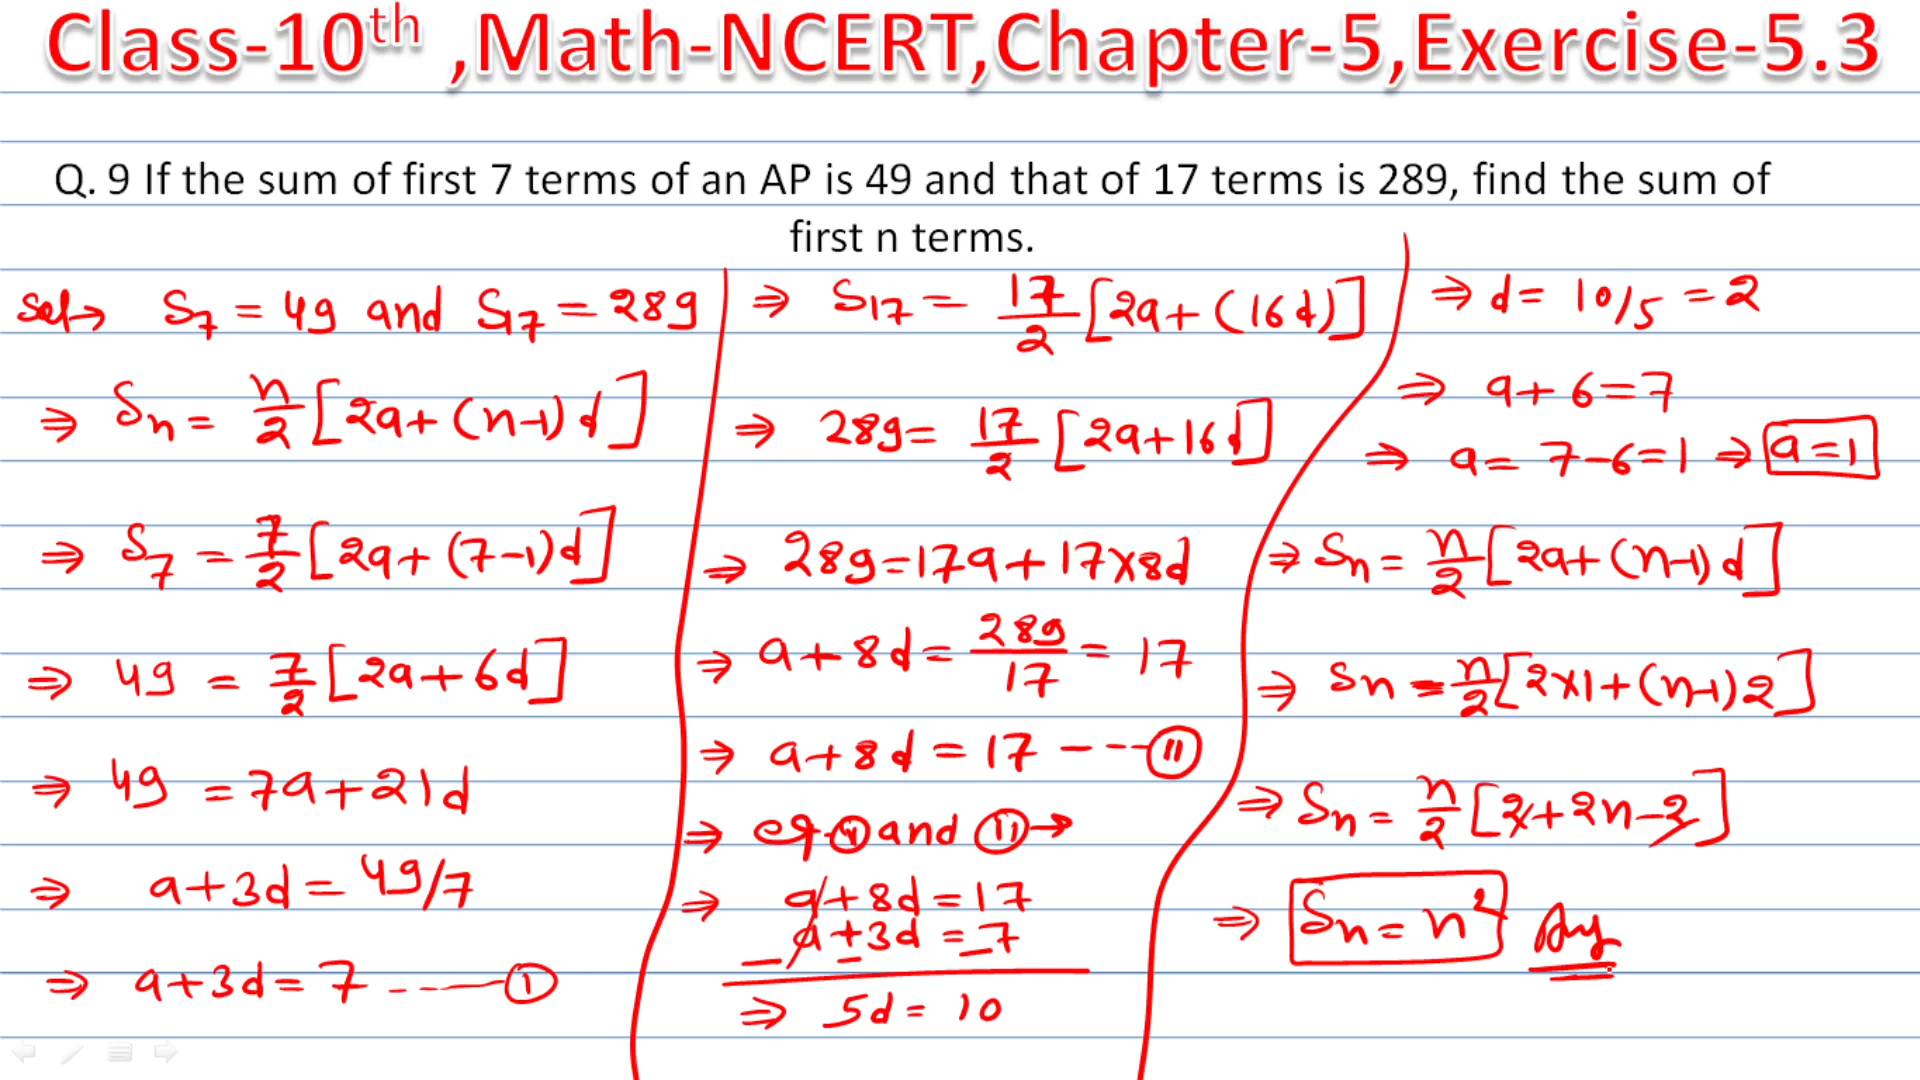 Class-10th ,Math-NCERT,Chapter-5,Exercise-5.3
Q. 9 If the sum of first 7 terms of an AP is 49 and that of 17 terms is 289, find the sum of
first n terms.
Sol→ S₇ = 49 and S₁₇ = 289
⇒ Sn = n/2 [2a+(n-1)d]
⇒ S₇ = 7/2 [2a+(7-1)d]
⇒ 49 = 7/2 [2a+6d]
⇒ 49 = 7a+21d
⇒ a+3d = 49/7
⇒ a+3d = 7 ------ (I)
⇒ S₁₇ = 17/2 [2a+(16d)]
⇒ 289 = 17/2 [2a+16d]
⇒ 289=17a+17×8d
⇒ a+8d = 289/17 = 17
⇒ a+8d = 17 --- (II)
⇒ eq and (II) →
⇒ a+8d = 17
a+3d = 7
− − −
⇒ 5d = 10
⇒ d = 10/5 = 2
⇒ a+6=7
⇒ a = 7-6=1 ⇒ a=1
⇒ Sn = n/2 [2a+(n-1)d]
⇒ Sn = n/2 [2×1+(n-1)2]
⇒ Sn = n/2 [2+2n-2]
⇒ Sn = n² Ans